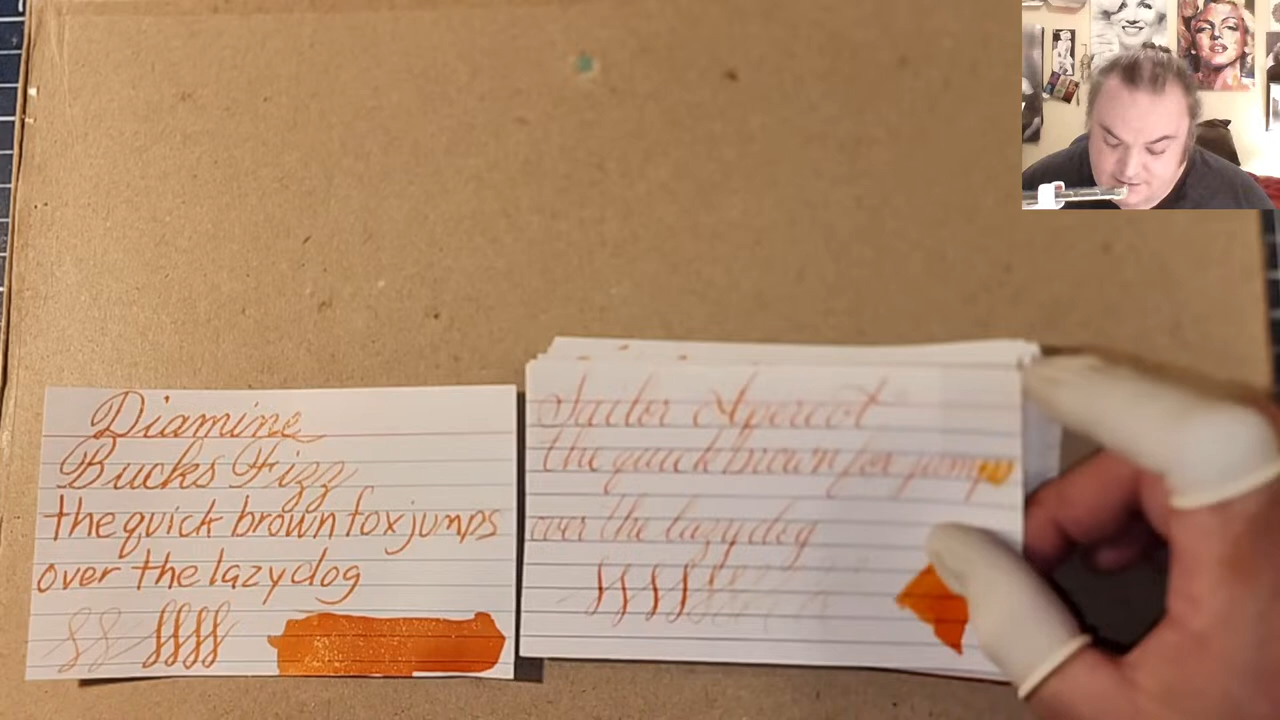 Diamine
Bucks Fizz
the quick brown fox jumps
over the lazy dog
Sailor Apercot
the quick brown fox jumps
over the lazy dog